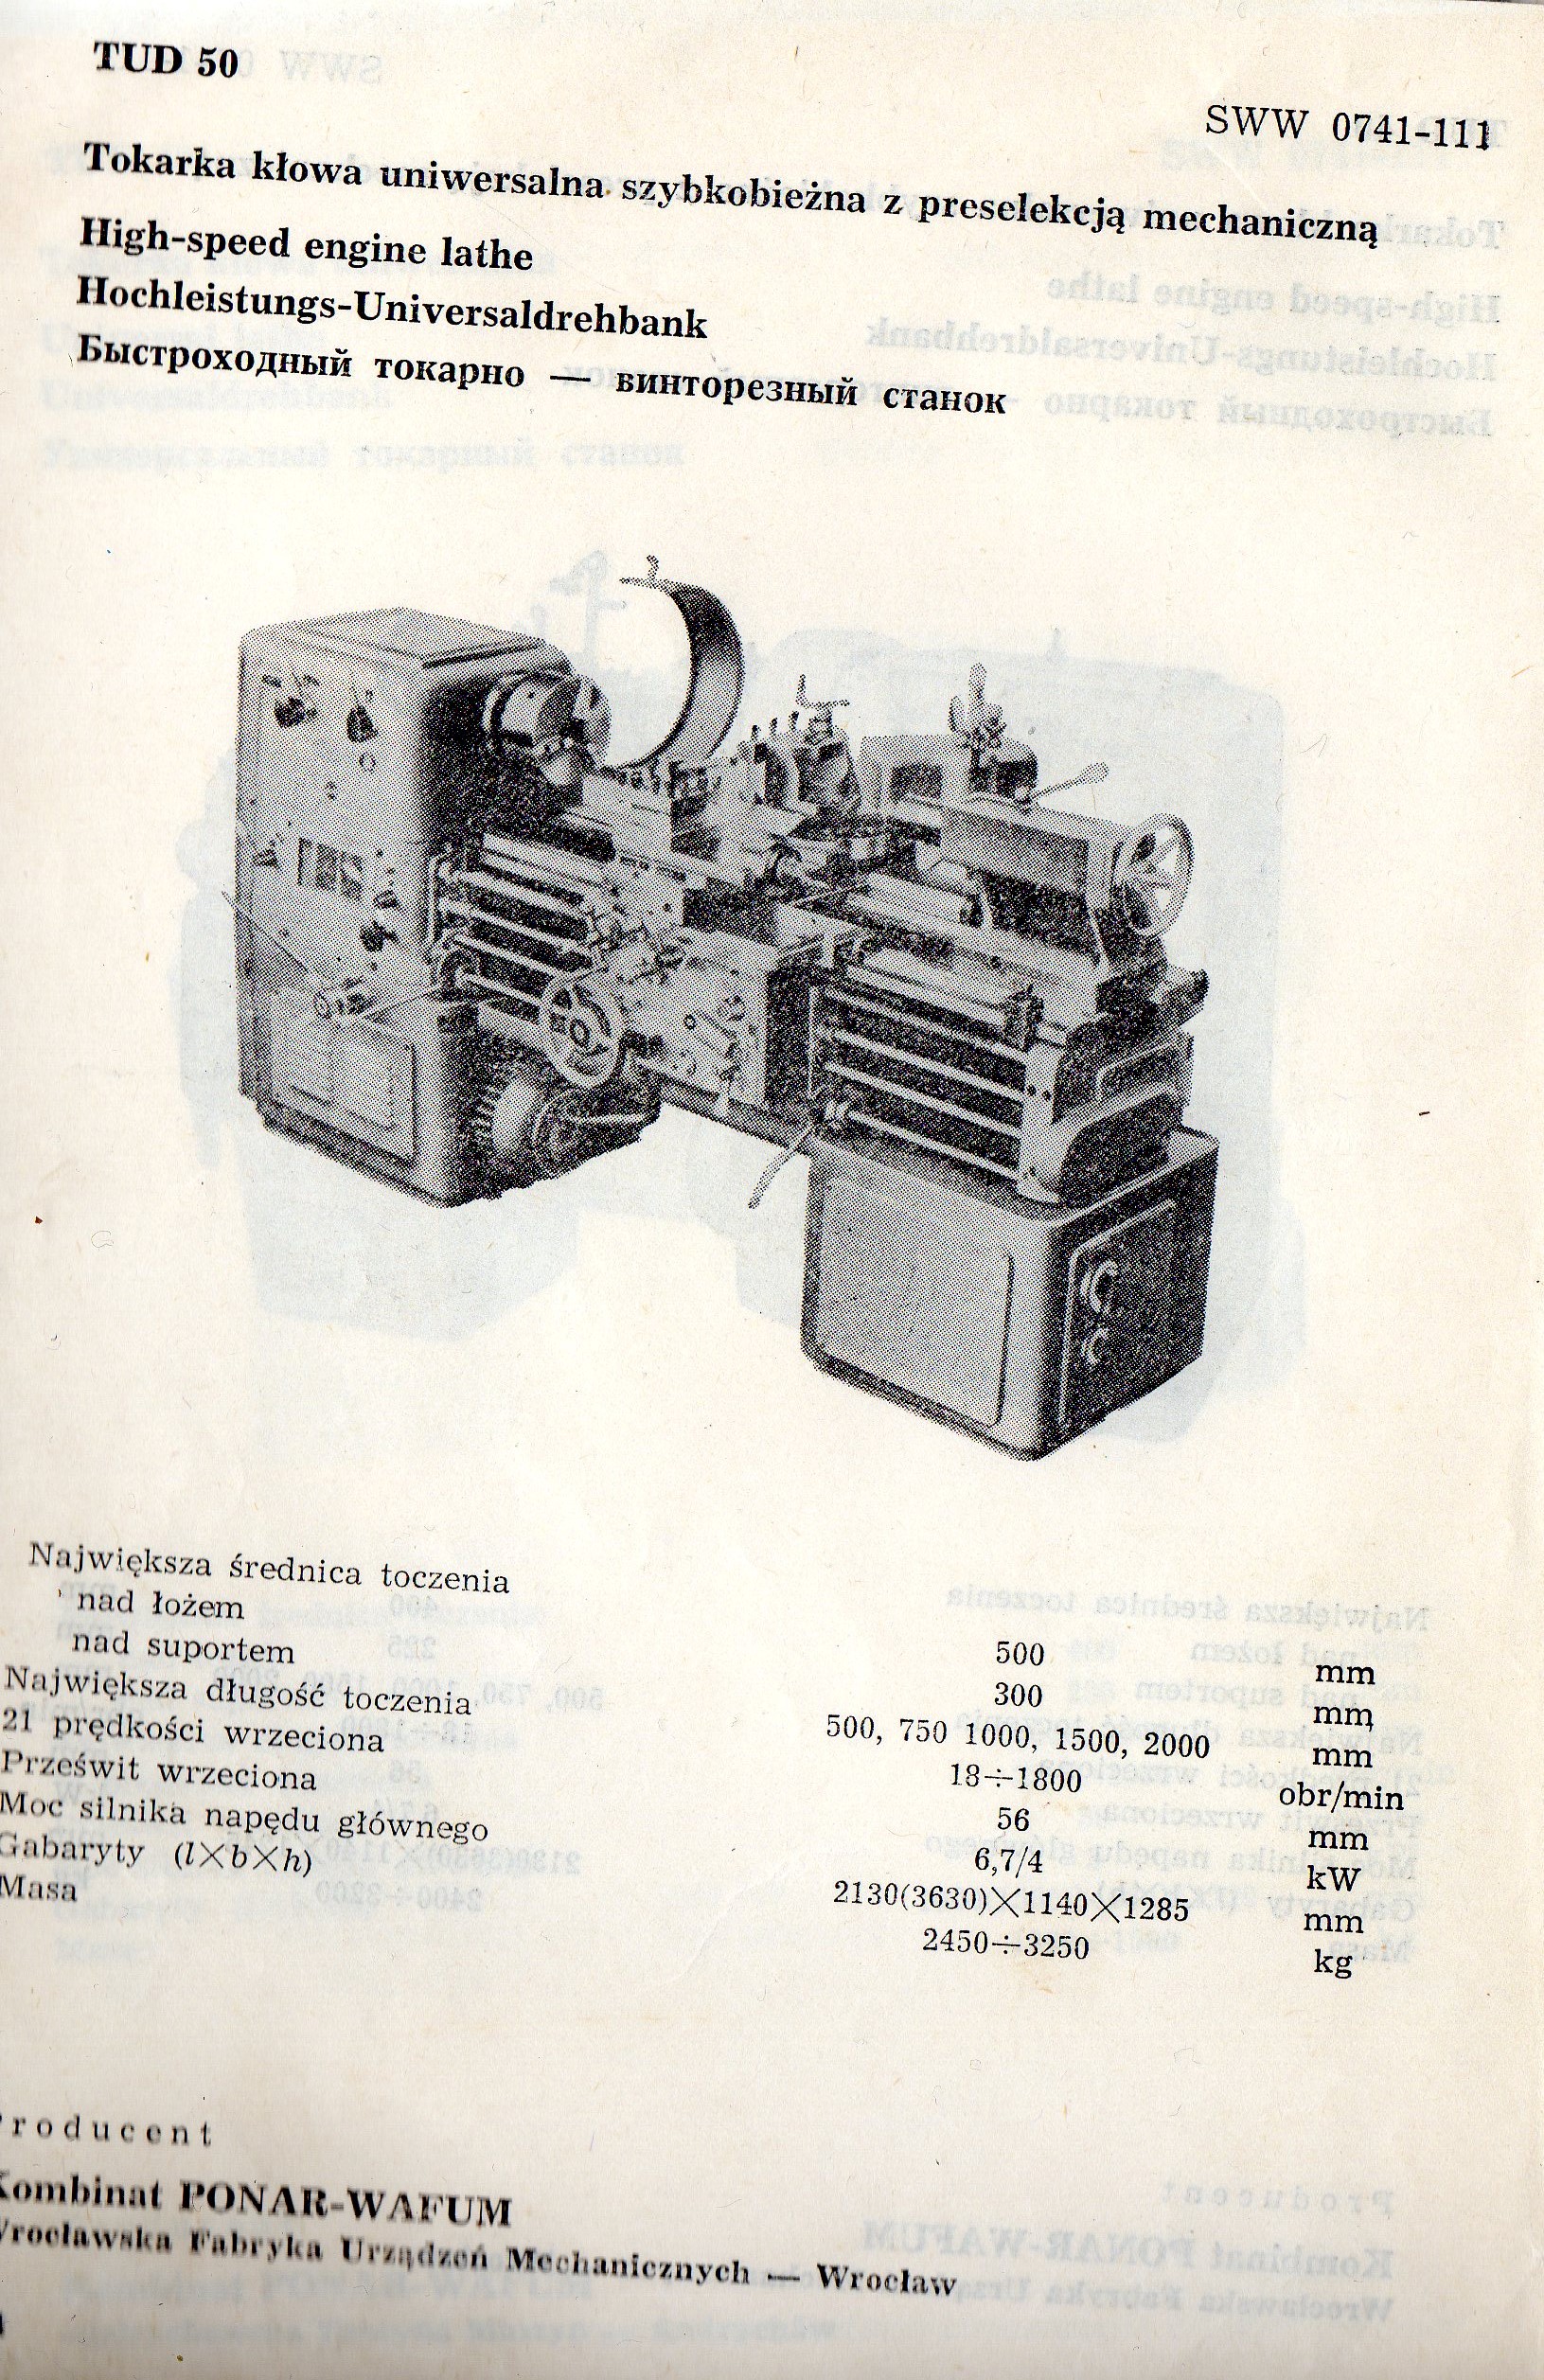 TUD 50
SWW 0741-111
Tokarka kłowa uniwersalna szybkobieżna z preselekcją mechaniczną
High-speed engine lathe
Hochleistungs-Universaldrehbank
Быстроходный токарно — винторезный станок
Największa średnica toczenia
nad łożem 500 mm
nad suportem 300 mm
Największa długość toczenia 500, 750 1000, 1500, 2000 mm
21 prędkości wrzeciona 18÷1800 obr/min
Prześwit wrzeciona 56 mm
Moc silnika napędu głównego 6,7/4 kW
Gabaryty (l×b×h) 2130(3630)×1140×1285 mm
Masa 2450÷3250 kg
Producent
Kombinat PONAR-WAFUM
Wrocławska Fabryka Urządzeń Mechanicznych — Wrocław